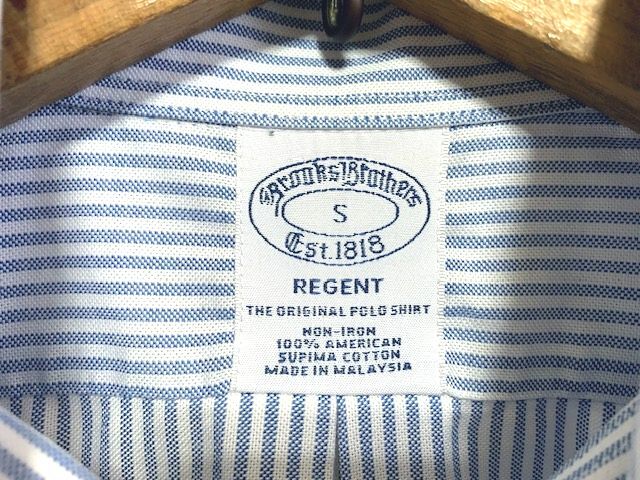 Brooks Brothers
S
Est. 1818
REGENT
THE ORIGINAL POLO SHIRT
NON-IRON
100% AMERICAN
SUPIMA COTTON
MADE IN MALAYSIA